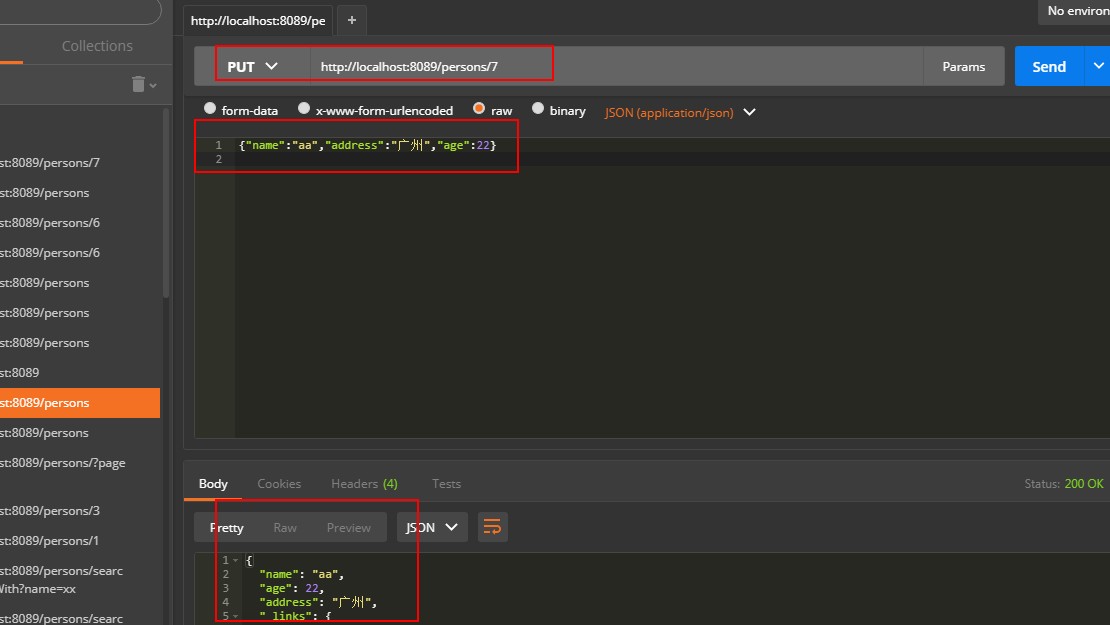 http://localhost:8089/pe
+
No environ
Collections
PUT
http://localhost:8089/persons/7
Params
Send
form-data
x-www-form-urlencoded
raw
binary
JSON (application/json)
1 {"name":"aa","address":"广州","age":22}
2
st:8089/persons/7
st:8089/persons
st:8089/persons/6
st:8089/persons/6
st:8089/persons
st:8089/persons
st:8089/persons
st:8089
st:8089/persons
st:8089/persons
st:8089/persons/?page
st:8089/persons/3
st:8089/persons/1
st:8089/persons/searc
With?name=xx
st:8089/persons/searc
Body
Cookies
Headers (4)
Tests
Status: 200 OK
Pretty
Raw
Preview
JSON
1 {
2 "name": "aa",
3 "age": 22,
4 "address": "广州",
5 "_links": {